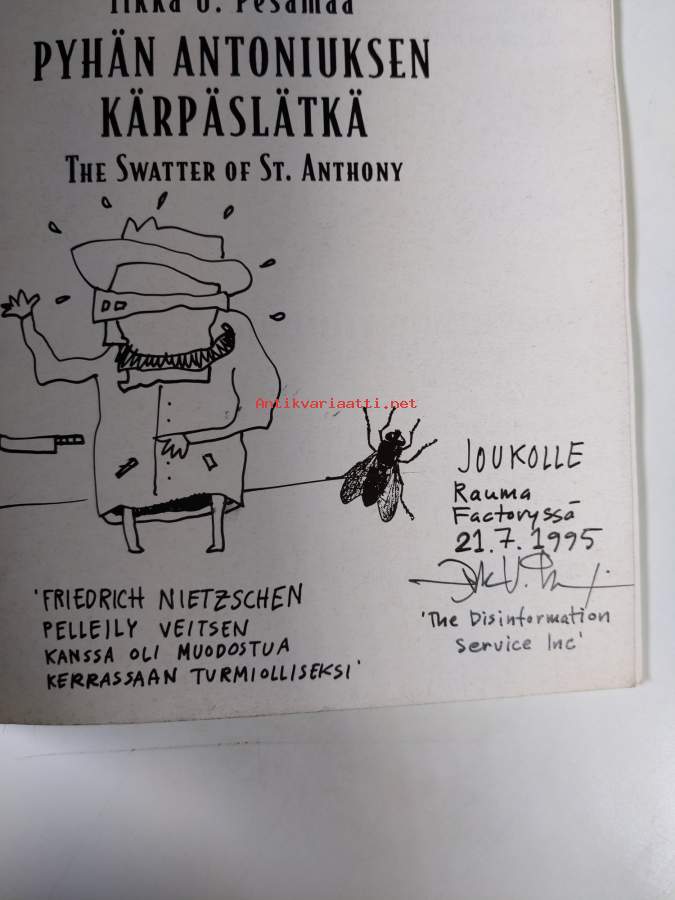 Ilkka U. Pesämaa
PYHÄN ANTONIUKSEN
KÄRPÄSLÄTKÄ
THE SWATTER OF ST. ANTHONY
Antikvariaatti.net
JOUKOLLE
Rauma
Factoryssä
21.7.1995
'The Disinformation
Service Inc'
'FRIEDRICH NIETZSCHEN
PELLEILY VEITSEN
KANSSA OLI MUODOSTUA
KERRASSAAN TURMIOLLISEKSI'